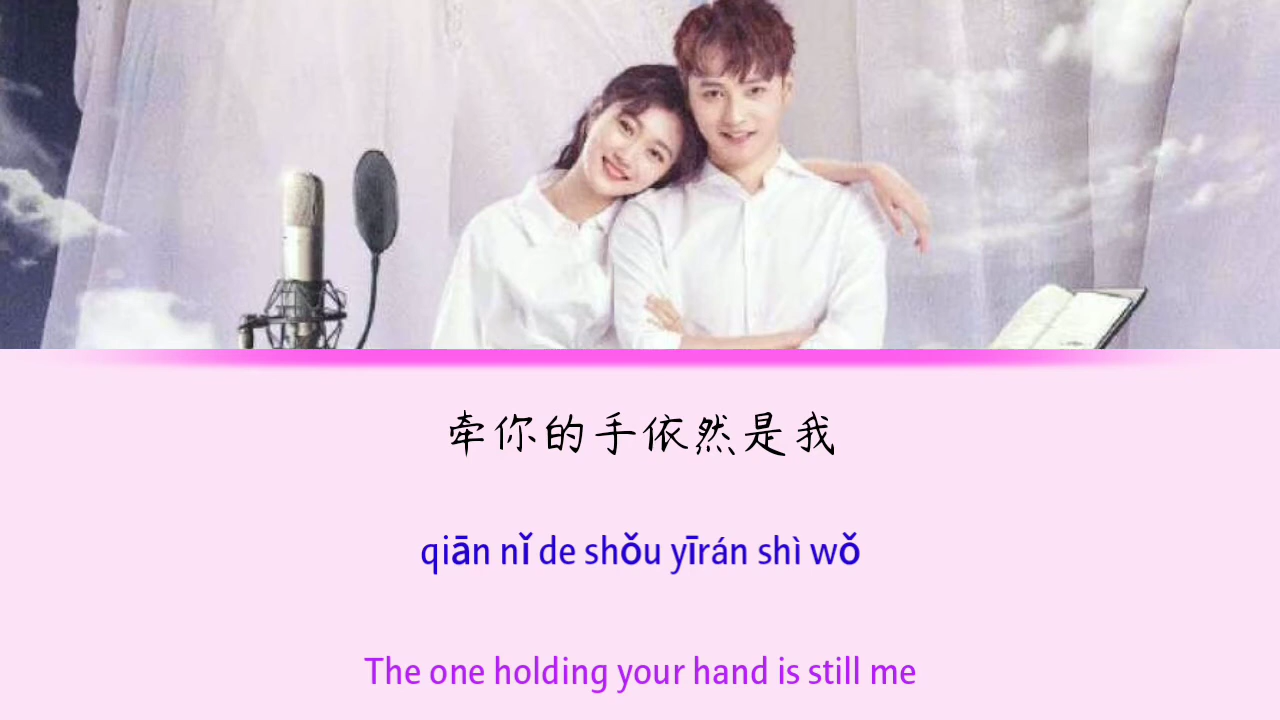 牵你的手依然是我
qiān nǐ de shǒu yīrán shì wǒ
The one holding your hand is still me